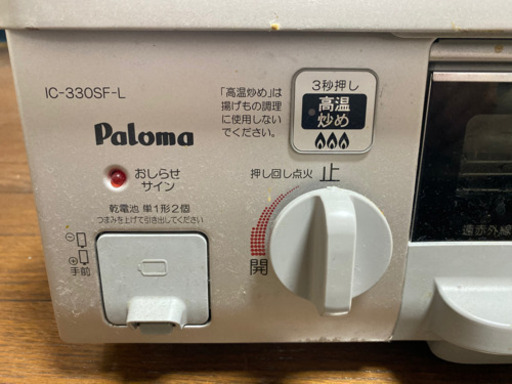 IC-330SF-L
「高温炒め」は
揚げもの調理
に使用しない
でください。
3秒押し
高温
炒め
Paloma
おしらせ
サイン
押し回し点火
止
開
乾電池 単1形2個
つまみを上げて引き出してください
⊖
⊕
手前
遠赤外線